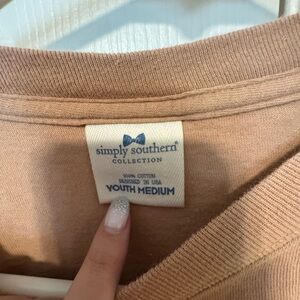 simply southern®
COLLECTION
100% COTTON
DESIGNED IN USA
YOUTH MEDIUM